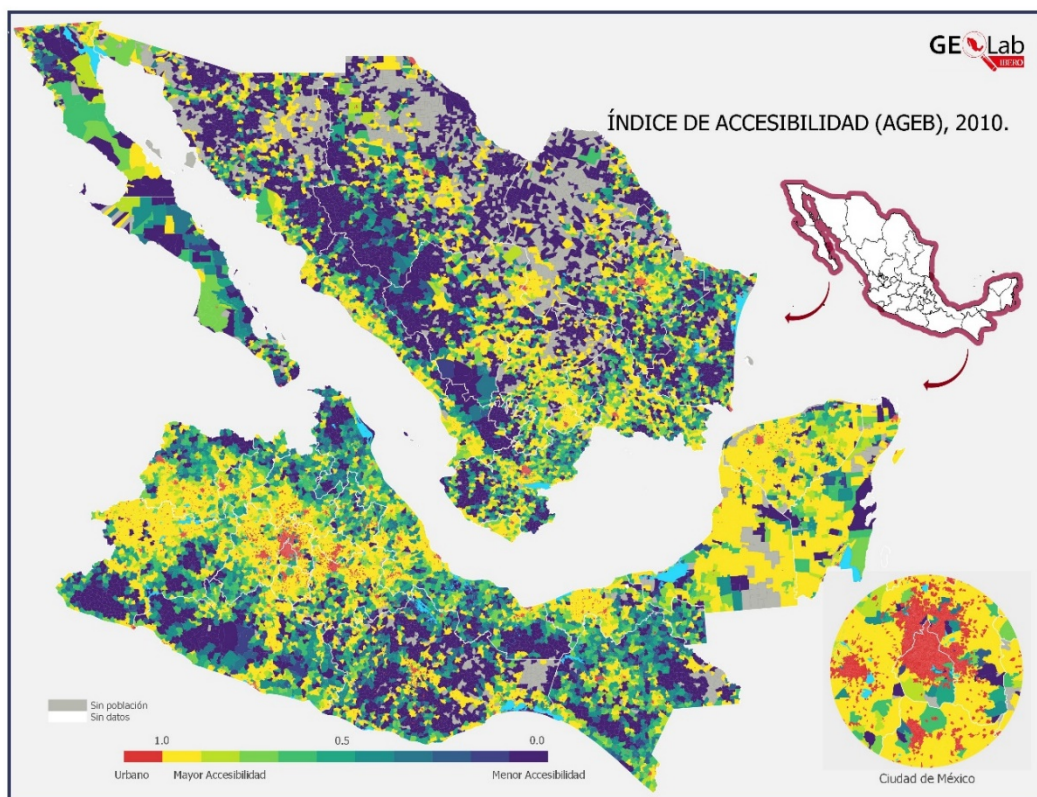 GEOLab
IBERO
ÍNDICE DE ACCESIBILIDAD (AGEB), 2010.
Sin población
Sin datos
1.0 0.5 0.0
Urbano Mayor Accesibilidad Menor Accesibilidad
Ciudad de México